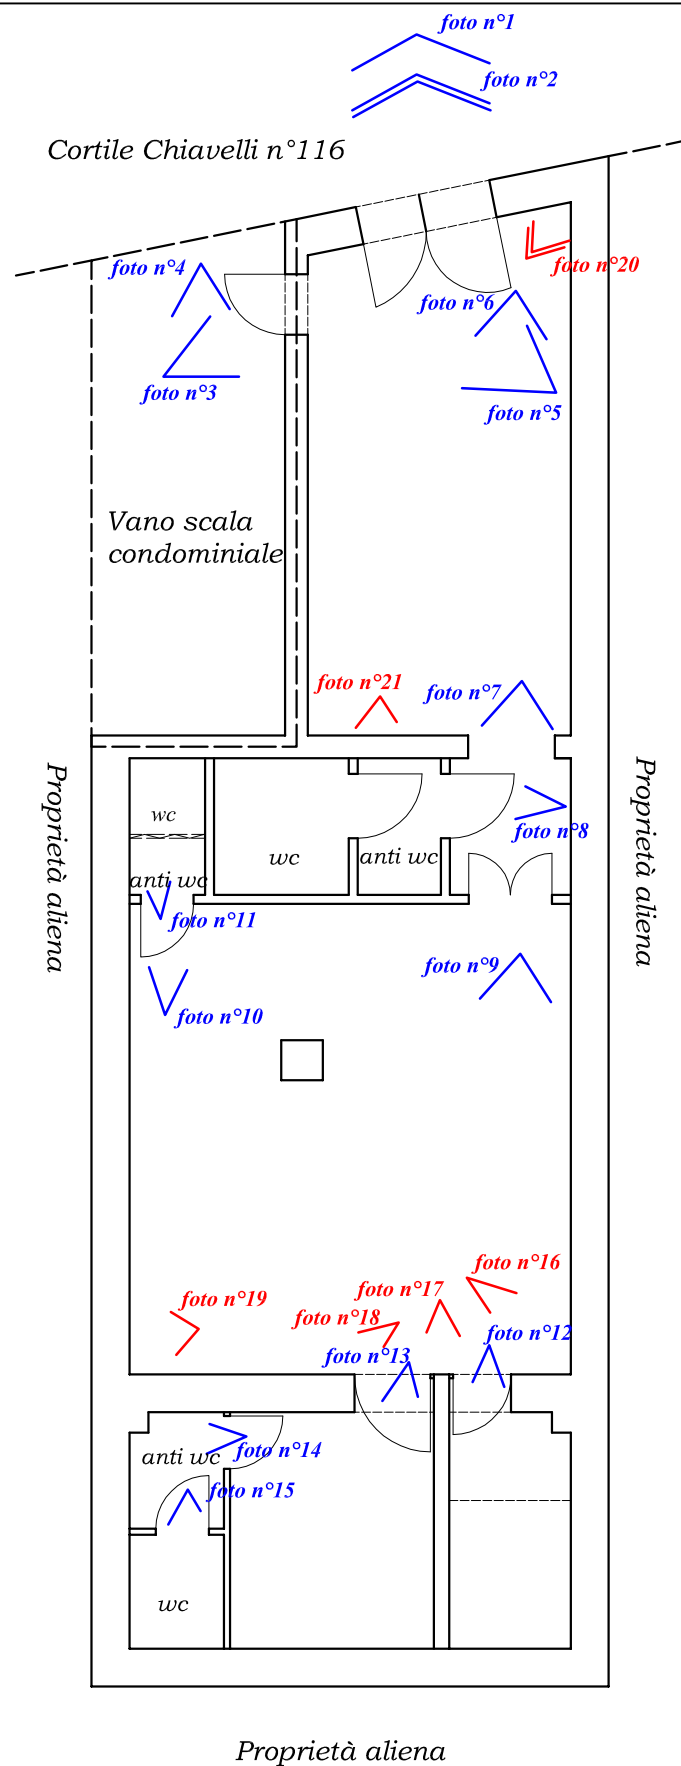 foto n°1
foto n°2
Cortile Chiavelli n°116
foto n°4
foto n°20
foto n°6
foto n°3
foto n°5
Vano scala
condominiale
foto n°21
foto n°7
Proprietà aliena
Proprietà aliena
wc
foto n°8
wc
anti wc
anti wc
foto n°11
foto n°9
foto n°10
foto n°16
foto n°17
foto n°19
foto n°18
foto n°12
foto n°13
anti wc
foto n°14
foto n°15
wc
Proprietà aliena